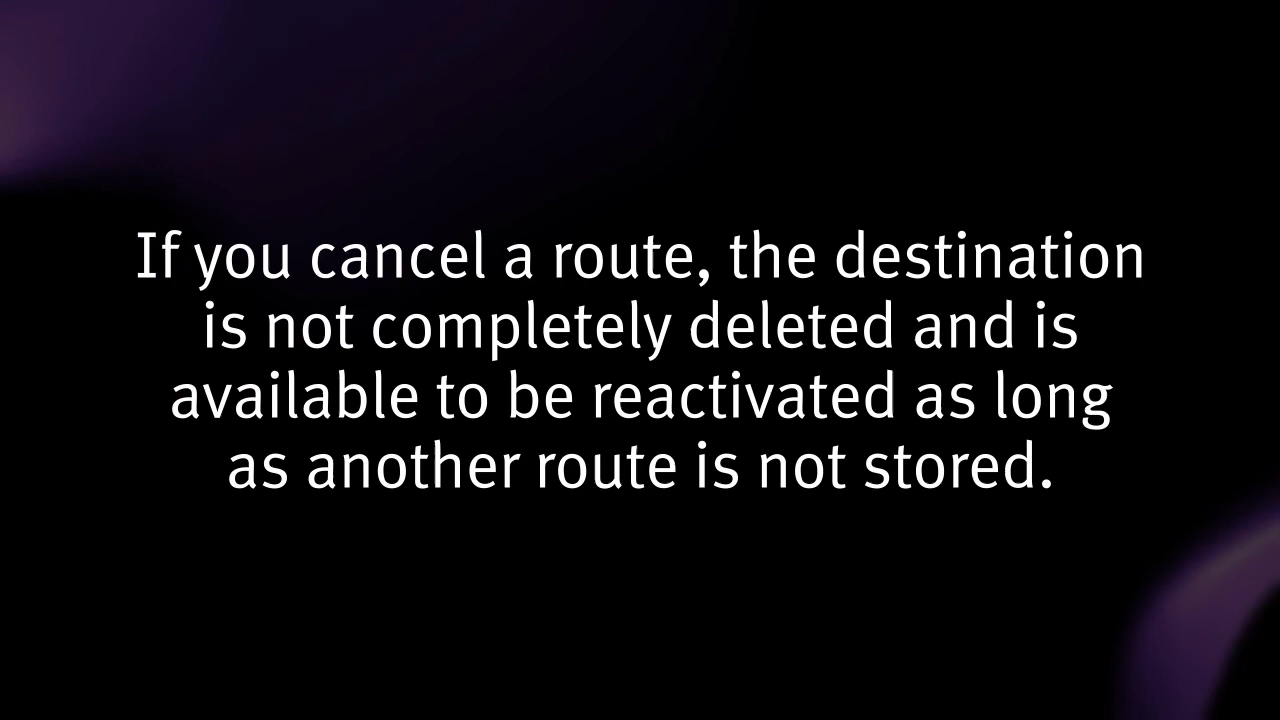 If you cancel a route, the destination
is not completely deleted and is
available to be reactivated as long
as another route is not stored.